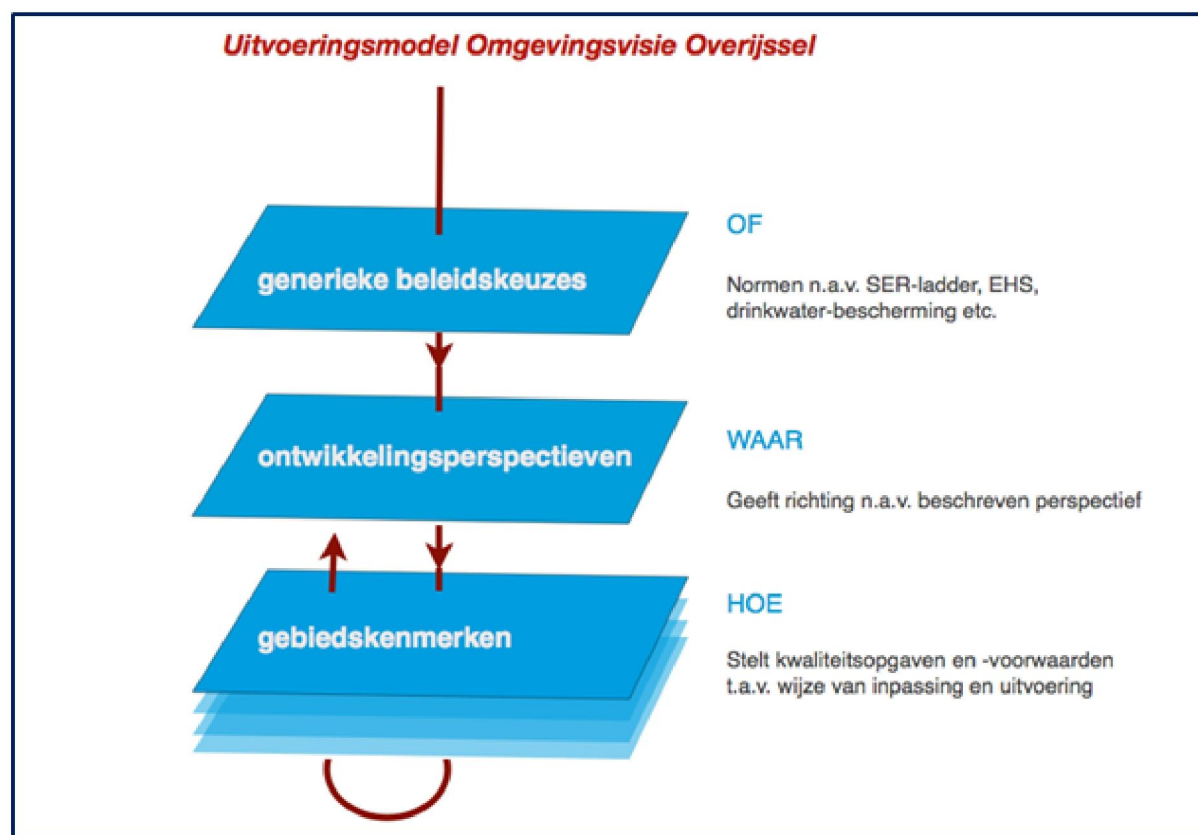 Uitvoeringsmodel Omgevingsvisie Overijssel
generieke beleidskeuzes
OF
Normen n.a.v. SER-ladder, EHS,
drinkwater-bescherming etc.
ontwikkelingsperspectieven
WAAR
Geeft richting n.a.v. beschreven perspectief
gebiedskenmerken
HOE
Stelt kwaliteitsopgaven en -voorwaarden
t.a.v. wijze van inpassing en uitvoering